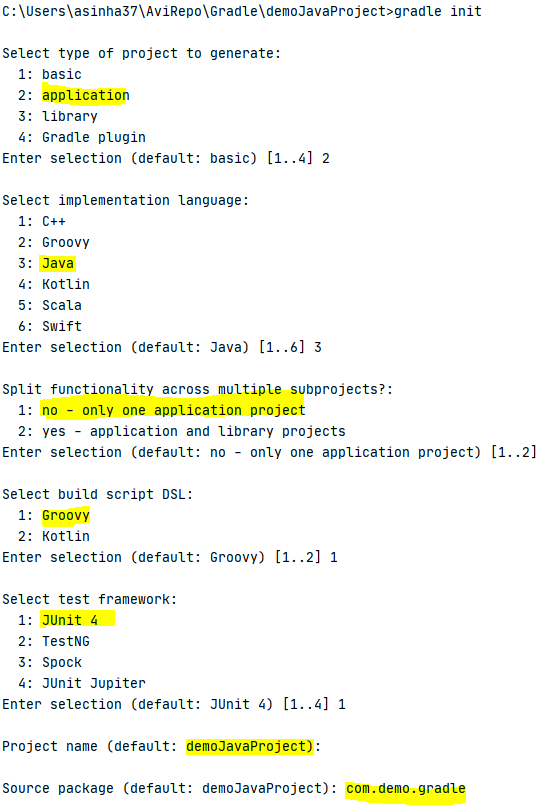 C:\Users\asinha37\AviRepo\Gradle\demoJavaProject>gradle init
Select type of project to generate:
1: basic
2: application
3: library
4: Gradle plugin
Enter selection (default: basic) [1..4] 2
Select implementation language:
1: C++
2: Groovy
3: Java
4: Kotlin
5: Scala
6: Swift
Enter selection (default: Java) [1..6] 3
Split functionality across multiple subprojects?:
1: no - only one application project
2: yes - application and library projects
Enter selection (default: no - only one application project) [1..2]
Select build script DSL:
1: Groovy
2: Kotlin
Enter selection (default: Groovy) [1..2] 1
Select test framework:
1: JUnit 4
2: TestNG
3: Spock
4: JUnit Jupiter
Enter selection (default: JUnit 4) [1..4] 1
Project name (default: demoJavaProject):
Source package (default: demoJavaProject): com.demo.gradle